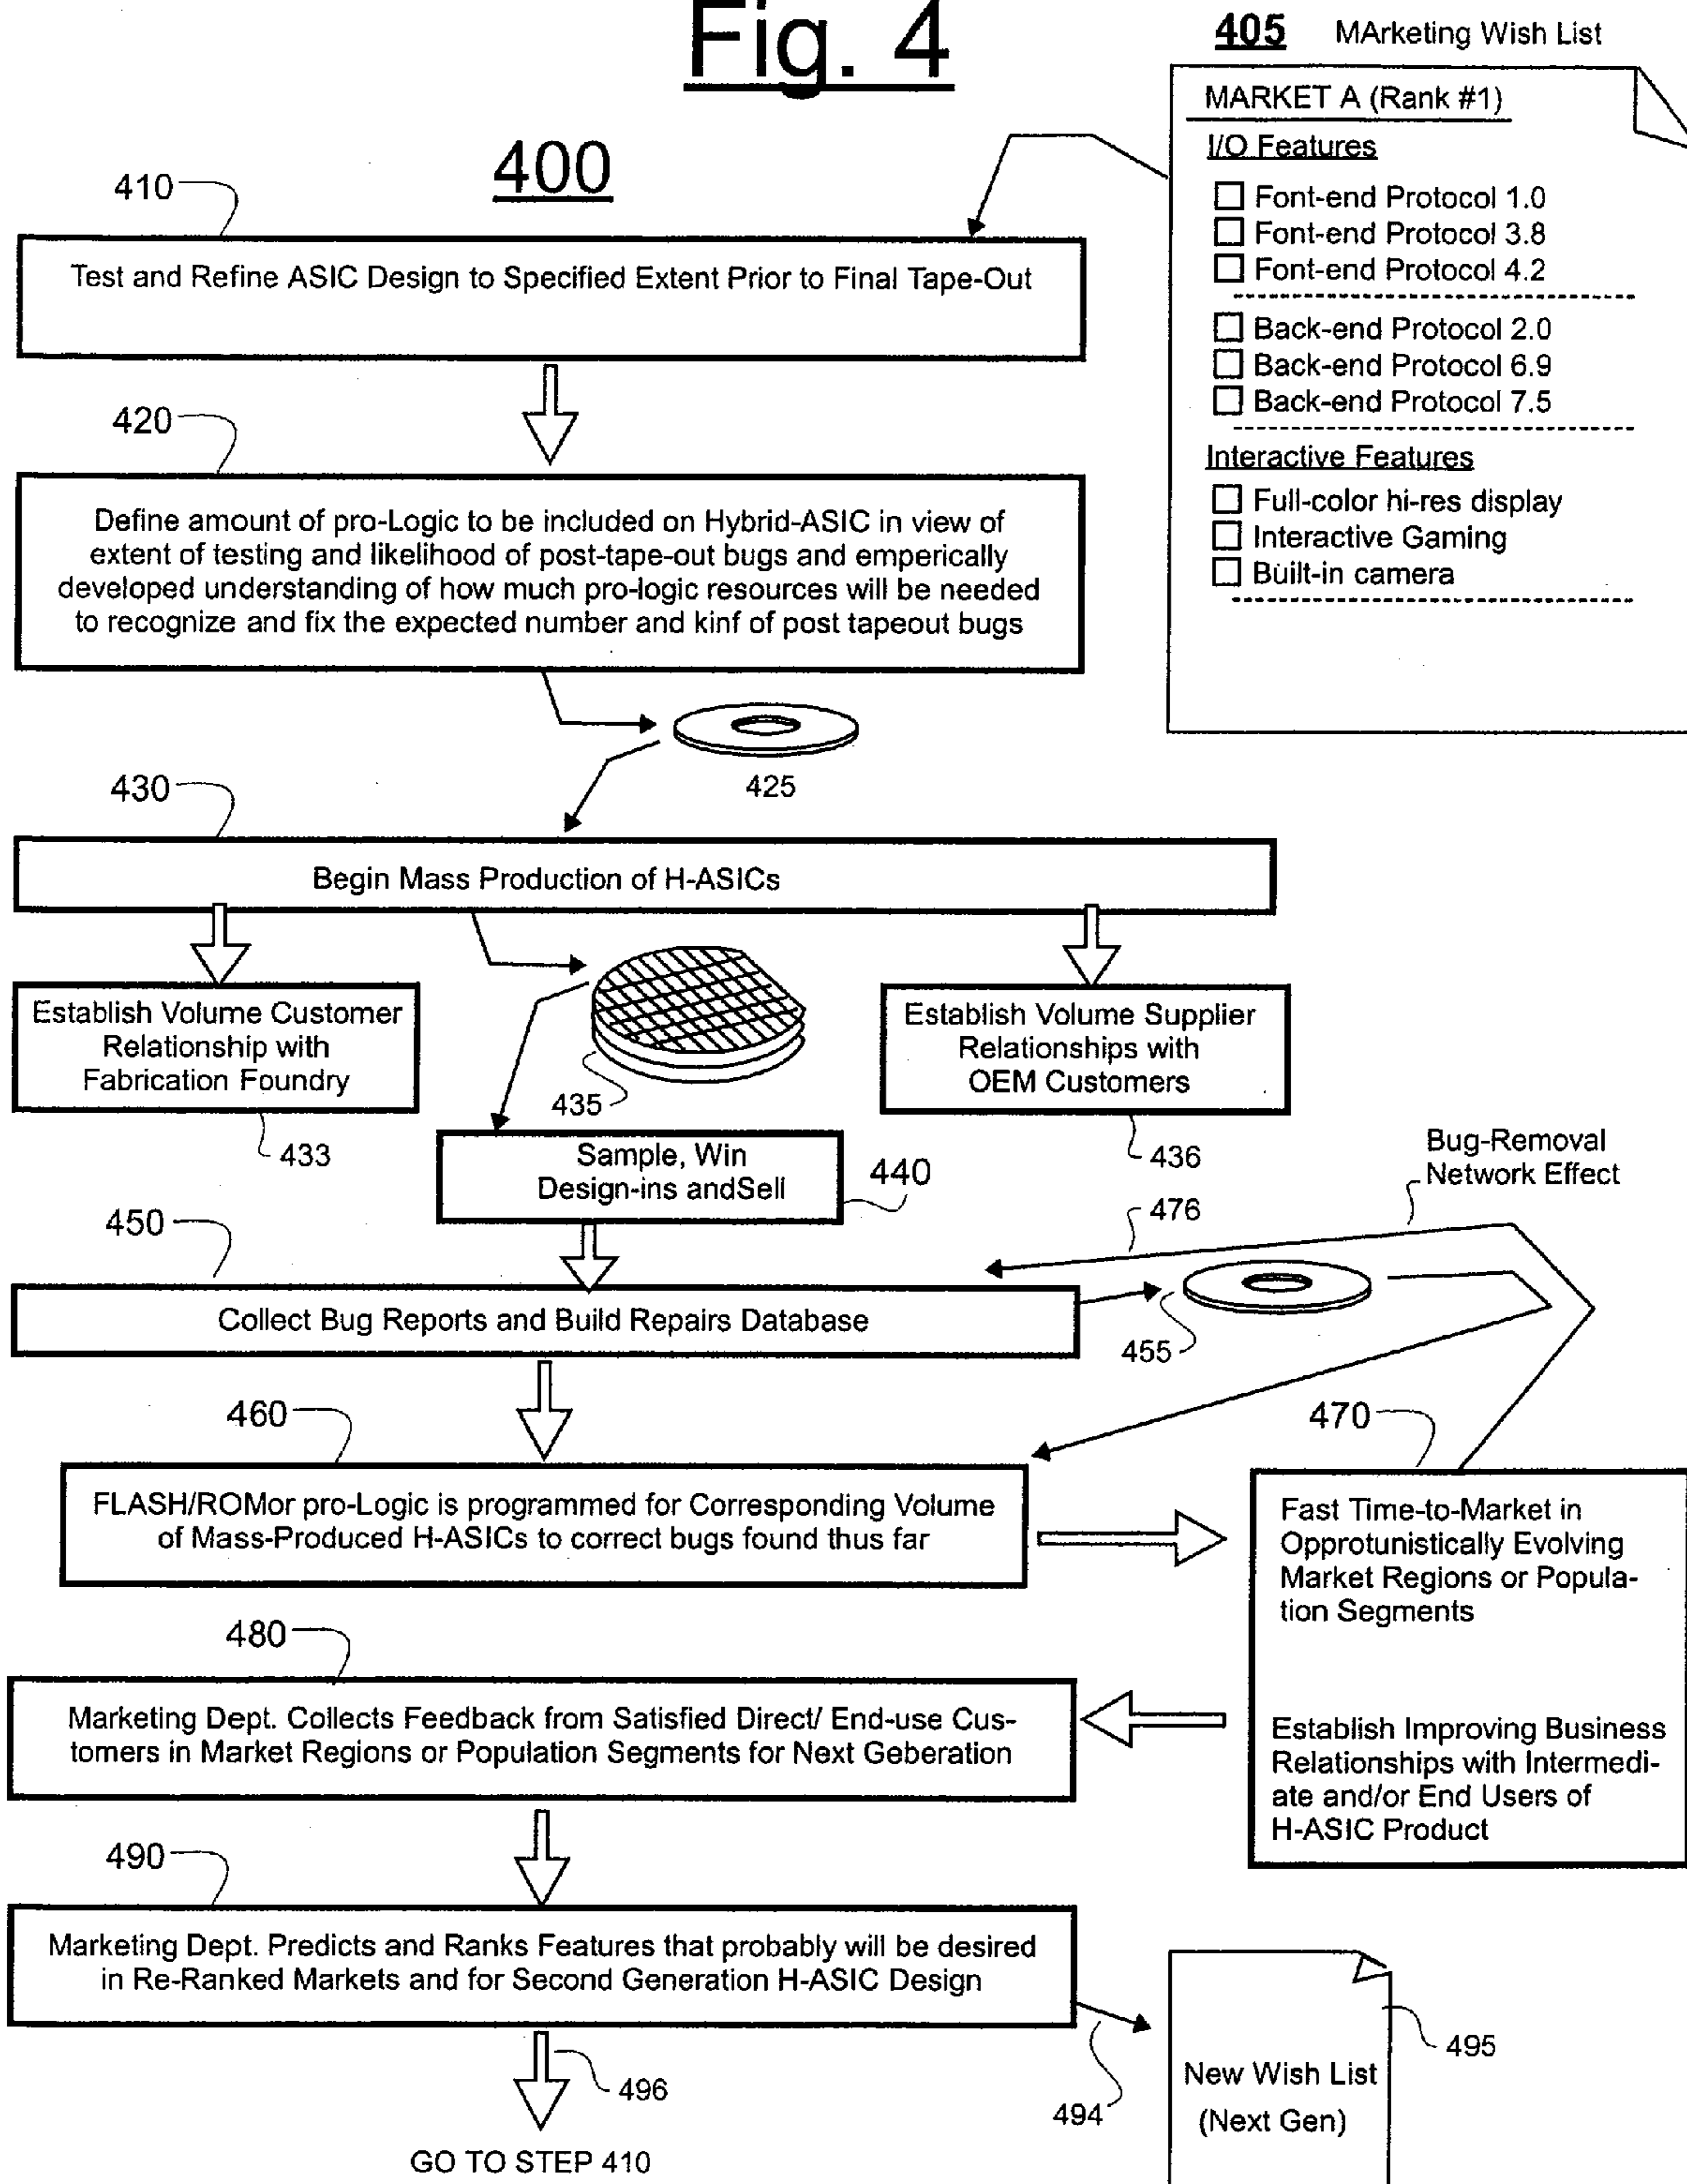 Fig. 4
405 MArketing Wish List
MARKET A (Rank #1)
I/O Features
Font-end Protocol 1.0
Font-end Protocol 3.8
Font-end Protocol 4.2
Back-end Protocol 2.0
Back-end Protocol 6.9
Back-end Protocol 7.5
Interactive Features
Full-color hi-res display
Interactive Gaming
Built-in camera
400
410
Test and Refine ASIC Design to Specified Extent Prior to Final Tape-Out
420
Define amount of pro-Logic to be included on Hybrid-ASIC in view of
extent of testing and likelihood of post-tape-out bugs and emperically
developed understanding of how much pro-logic resources will be needed
to recognize and fix the expected number and kinf of post tapeout bugs
425
430
Begin Mass Production of H-ASICs
Establish Volume Customer
Relationship with
Fabrication Foundry
433
435
Establish Volume Supplier
Relationships with
OEM Customers
436
Sample, Win
Design-ins andSell
440
Bug-Removal
Network Effect
476
450
Collect Bug Reports and Build Repairs Database
455
460
FLASH/ROMor pro-Logic is programmed for Corresponding Volume
of Mass-Produced H-ASICs to correct bugs found thus far
470
Fast Time-to-Market in
Opprotunistically Evolving
Market Regions or Popula-
tion Segments
Establish Improving Business
Relationships with Intermedi-
ate and/or End Users of
H-ASIC Product
480
Marketing Dept. Collects Feedback from Satisfied Direct/ End-use Cus-
tomers in Market Regions or Population Segments for Next Geberation
490
Marketing Dept. Predicts and Ranks Features that probably will be desired
in Re-Ranked Markets and for Second Generation H-ASIC Design
494
495
New Wish List
(Next Gen)
496
GO TO STEP 410